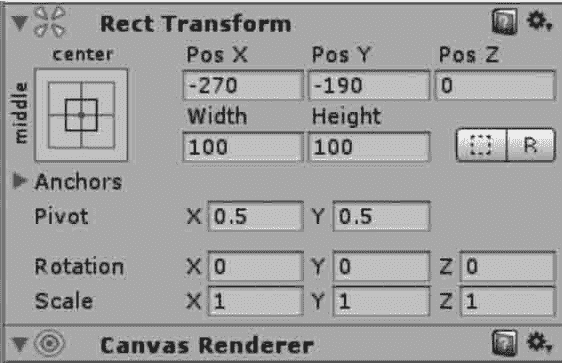 Rect Transform
center
middle
Pos X Pos Y Pos Z
-270 -190 0
Width Height
100 100
R
Anchors
Pivot X 0.5 Y 0.5
Rotation X 0 Y 0 Z 0
Scale X 1 Y 1 Z 1
Canvas Renderer